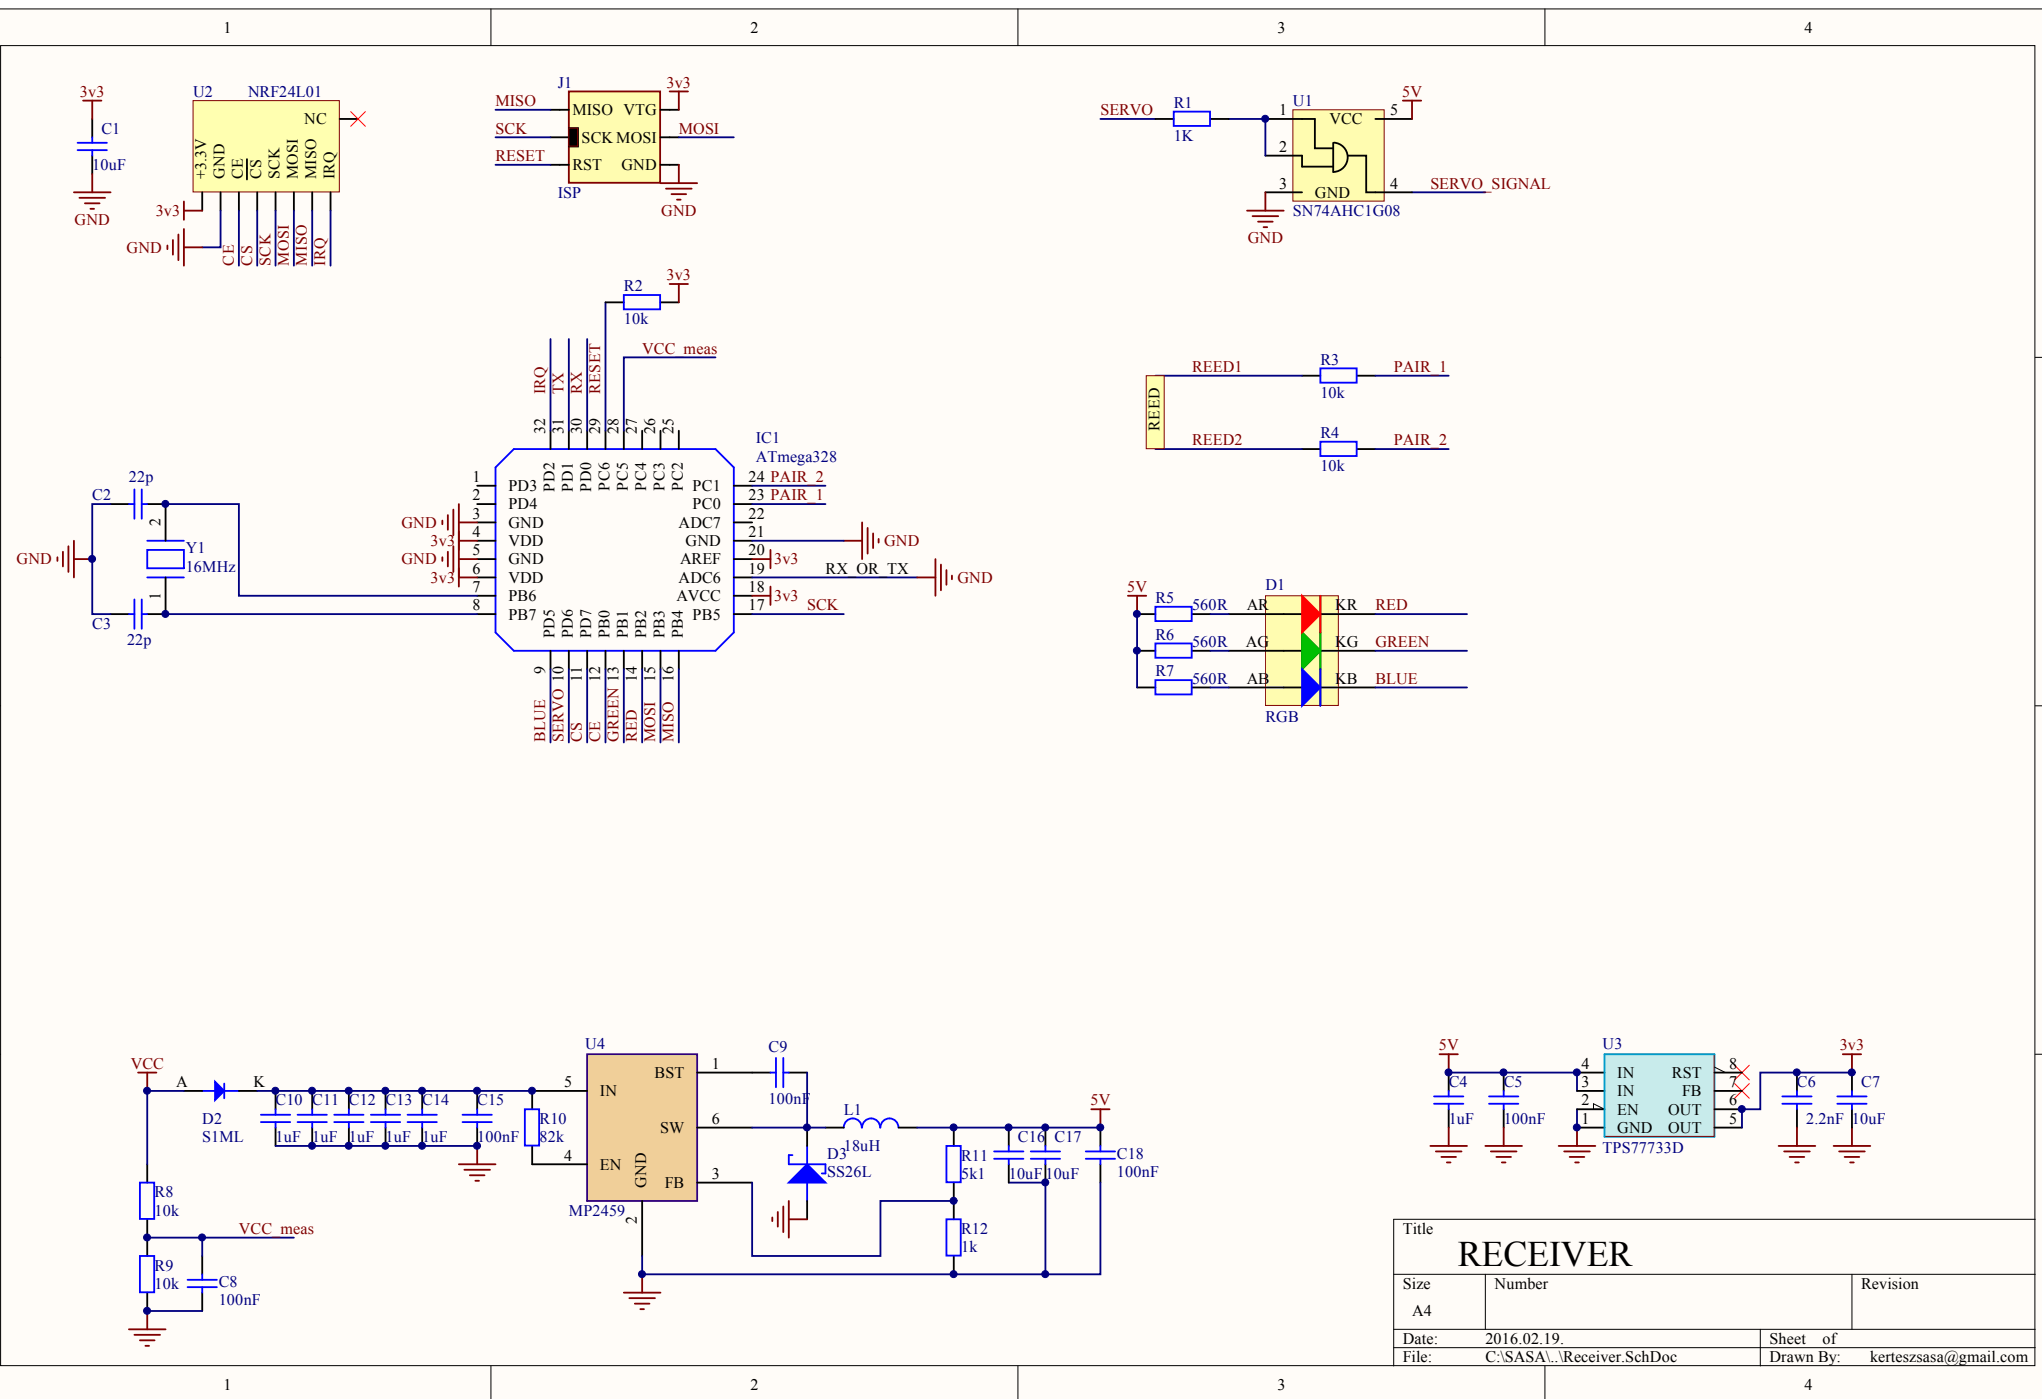 1 2 3 4
3v3
C1
10uF
GND
U2 NRF24L01
NC
+3.3V
GND
CE
CS
SCK
MOSI
MISO
IRQ
3v3
GND
CE
CS
SCK
MOSI
MISO
IRQ
J1
MISO
SCK
RESET
MISO VTG
SCK MOSI
RST GND
3v3
MOSI
GND
ISP
SERVO
R1
1K
U1
5V
1
2
3
VCC
GND
5
4
SERVO_SIGNAL
SN74AHC1G08
GND
R2
10k
3v3
VCC_meas
IRQ
TX
RX
RESET
32
31
30
29
28
27
26
25
IC1
ATmega328
PD2
PD1
PD0
PC6
PC5
PC4
PC3
PC2
1 PD3
2 PD4
GND 3 GND
3v3 4 VDD
GND 5 GND
3v3 6 VDD
7 PB6
8 PB7
PC1 24 PAIR_2
PC0 23 PAIR_1
ADC7 22
GND 21 GND
AREF 20 3v3
ADC6 19 RX_OR_TX GND
AVCC 18 3v3
PB5 17 SCK
PD5
PD6
PD7
PB0
PB1
PB2
PB3
PB4
9
10
11
12
13
14
15
16
BLUE
SERVO
CS
CE
GREEN
RED
MOSI
MISO
22p
C2
2
GND
Y1
16MHz
1
C3
22p
REED
REED1
R3
10k
PAIR_1
REED2
R4
10k
PAIR_2
5V
D1
R5 560R AR KR RED
R6 560R AG KG GREEN
R7 560R AB KB BLUE
RGB
VCC
A
K
D2
S1ML
C10
1uF
C11
1uF
C12
1uF
C13
1uF
C14
1uF
C15
100nF
R10
82k
R8
10k
VCC_meas
R9
10k
C8
100nF
U4
5 IN
4 EN
GND
2
BST 1
SW 6
FB 3
MP2459
C9
100nF
L1
18uH
D3
SS26L
R11
5k1
R12
1k
C16
10uF
C17
10uF
5V
C18
100nF
5V
C4
1uF
C5
100nF
U3
4 IN
3 IN
2 EN
1 GND
RST 8
FB 7
OUT 6
OUT 5
TPS77733D
C6
2.2nF
3v3
C7
10uF
Title
RECEIVER
Size Number Revision
A4
Date: 2016.02.19. Sheet of
File: C:\SASA\..\Receiver.SchDoc Drawn By: kerteszsasa@gmail.com
1 2 3 4